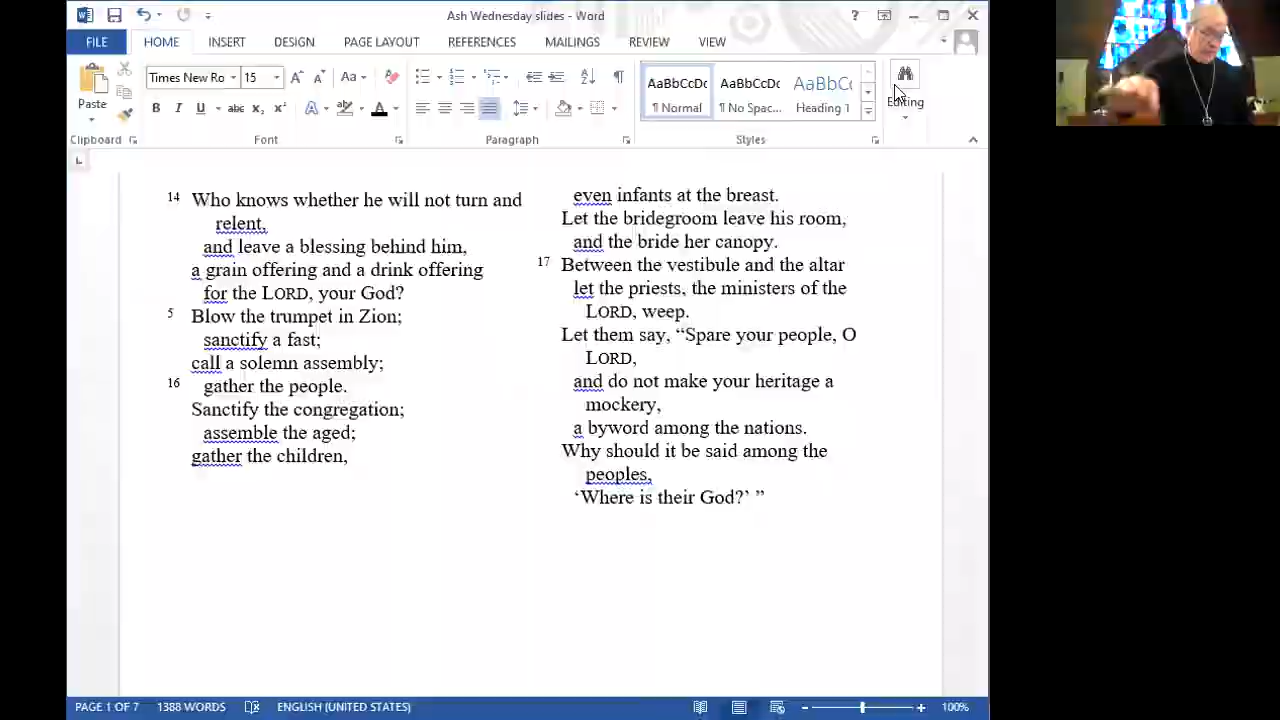 Ash Wednesday slides - Word
FILE HOME INSERT DESIGN PAGE LAYOUT REFERENCES MAILINGS REVIEW VIEW
Paste
Times New Ro 15
AaBbCcDc AaBbCcDc AaBbCc
¶ Normal ¶ No Spac... Heading 1
Editing
Clipboard Font Paragraph Styles
14 Who knows whether he will not turn and
relent,
and leave a blessing behind him,
a grain offering and a drink offering
for the LORD, your God?
5 Blow the trumpet in Zion;
sanctify a fast;
call a solemn assembly;
16 gather the people.
Sanctify the congregation;
assemble the aged;
gather the children,
even infants at the breast.
Let the bridegroom leave his room,
and the bride her canopy.
17 Between the vestibule and the altar
let the priests, the ministers of the
LORD, weep.
Let them say, “Spare your people, O
LORD,
and do not make your heritage a
mockery,
a byword among the nations.
Why should it be said among the
peoples,
‘Where is their God?’ ”
PAGE 1 OF 7 1388 WORDS ENGLISH (UNITED STATES) 100%